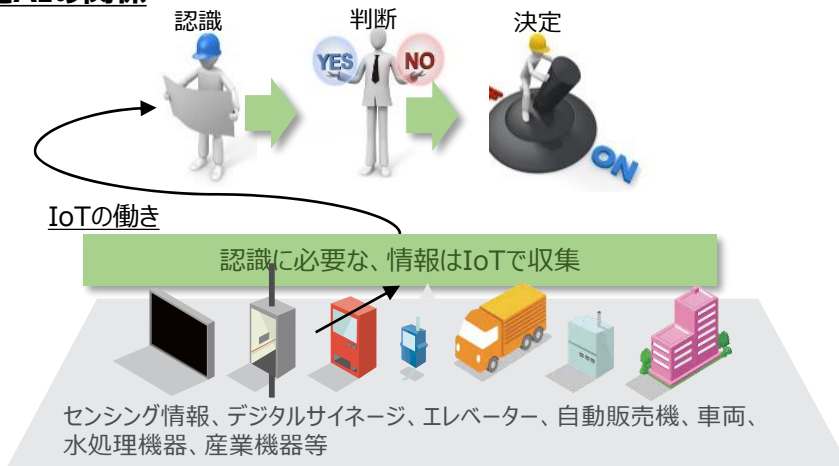 AIの関係
認識
判断
決定
YES
NO
ON
IoTの働き
認識に必要な、情報はIoTで収集
センシング情報、デジタルサイネージ、エレベーター、自動販売機、車両、
水処理機器、産業機器等